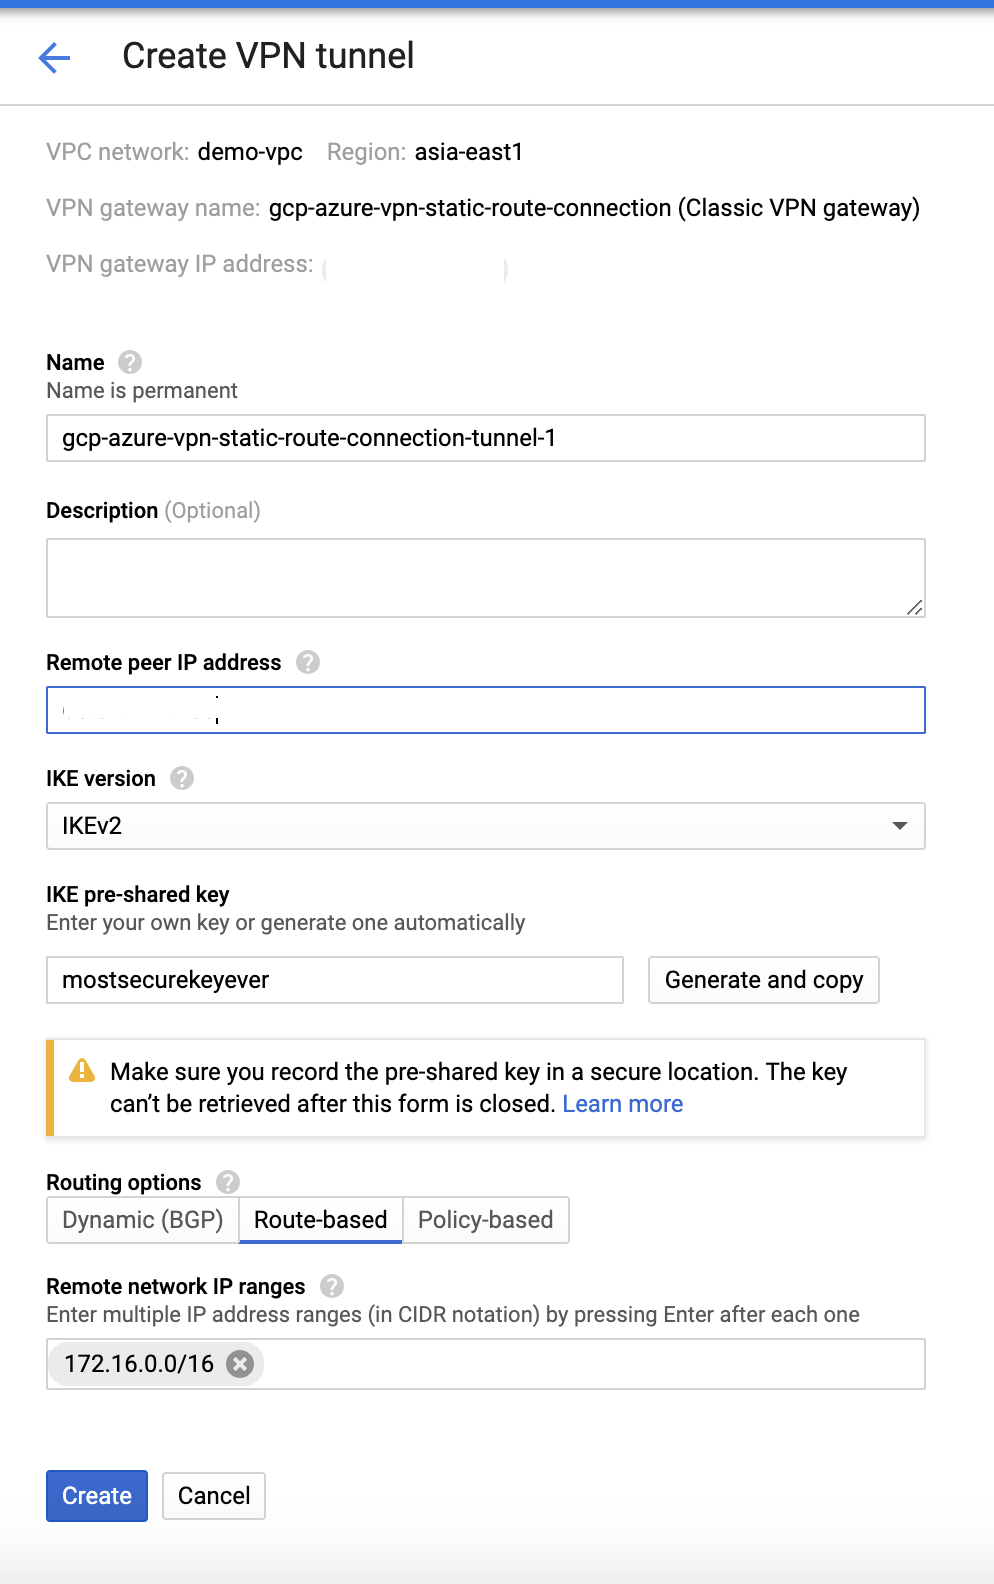 Create VPN tunnel
VPC network: demo-vpc Region: asia-east1
VPN gateway name: gcp-azure-vpn-static-route-connection (Classic VPN gateway)
VPN gateway IP address:
Name
Name is permanent
gcp-azure-vpn-static-route-connection-tunnel-1
Description (Optional)
Remote peer IP address
IKE version
IKEv2
IKE pre-shared key
Enter your own key or generate one automatically
mostsecurekeyever Generate and copy
Make sure you record the pre-shared key in a secure location. The key
can’t be retrieved after this form is closed. Learn more
Routing options
Dynamic (BGP) Route-based Policy-based
Remote network IP ranges
Enter multiple IP address ranges (in CIDR notation) by pressing Enter after each one
172.16.0.0/16
Create Cancel